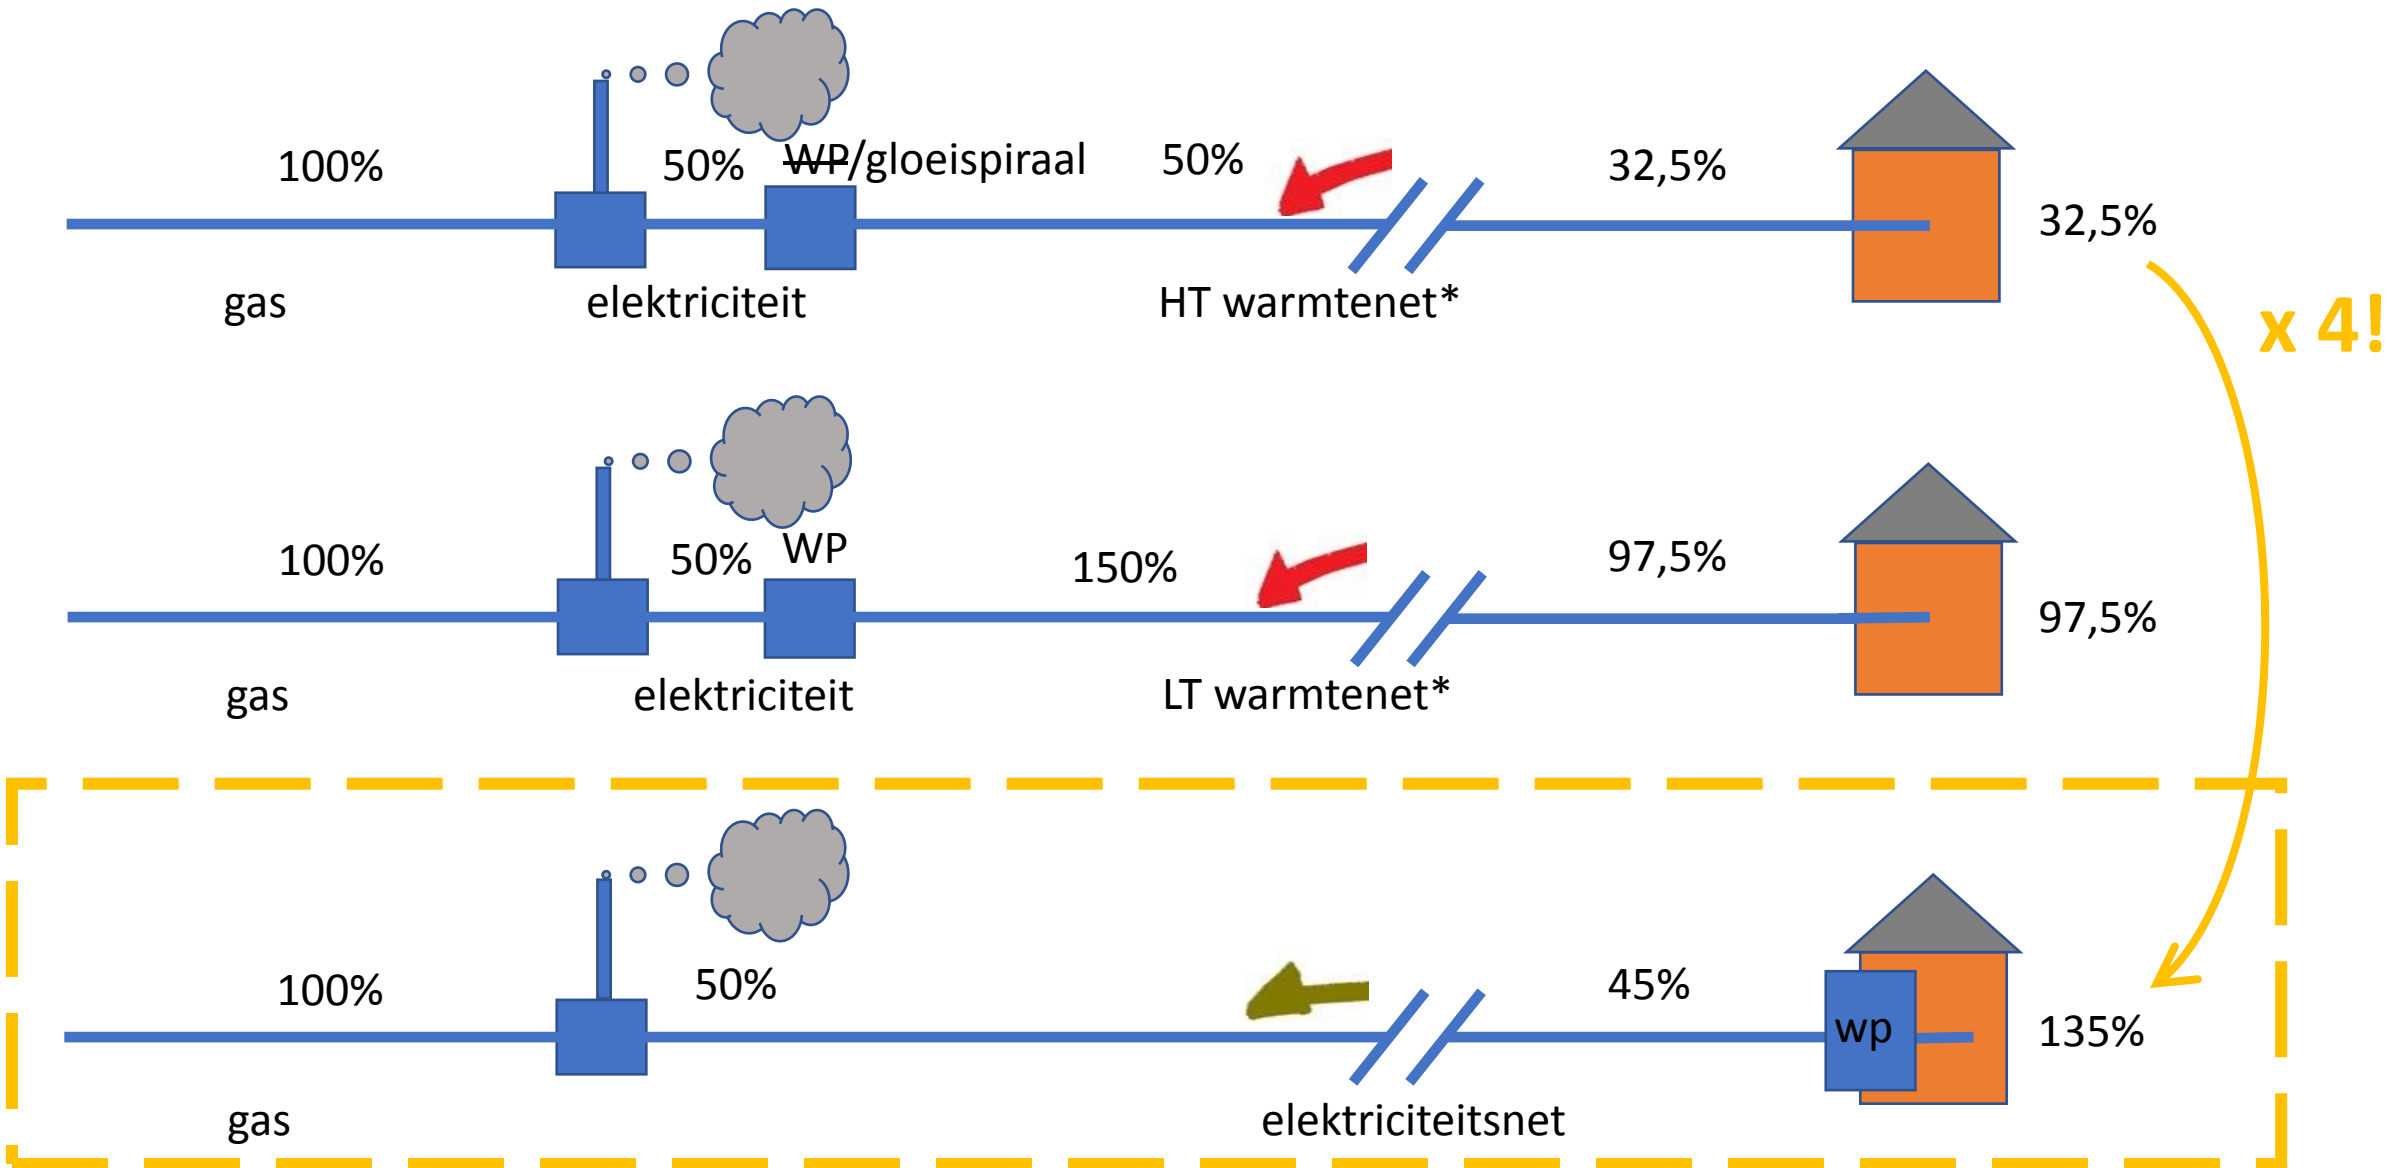 100%
50%
WP/gloeispiraal
50%
32,5%
32,5%
gas
elektriciteit
HT warmtenet*
x 4!
100%
50%
WP
150%
97,5%
97,5%
gas
elektriciteit
LT warmtenet*
100%
50%
45%
wp
135%
gas
elektriciteitsnet